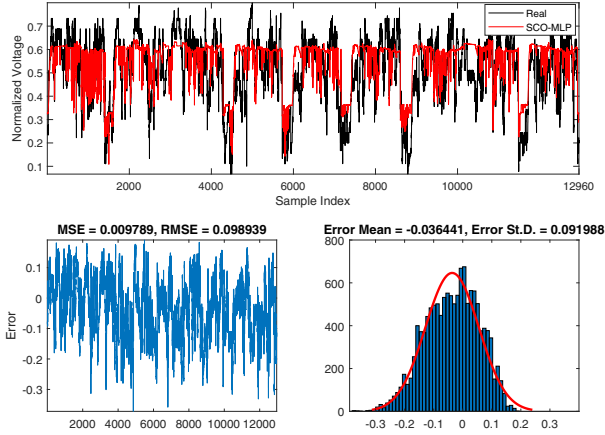 Real
SCO-MLP
Normalized Voltage
0.7
0.6
0.5
0.4
0.3
0.2
0.1
2000 4000 6000 8000 10000 12960
Sample Index
MSE = 0.009789, RMSE = 0.098939
Error
0.1
0
-0.1
-0.2
-0.3
2000 4000 6000 8000 10000 12000
Error Mean = -0.036441, Error St.D. = 0.091988
800
600
400
200
0
-0.3 -0.2 -0.1 0 0.1 0.2 0.3